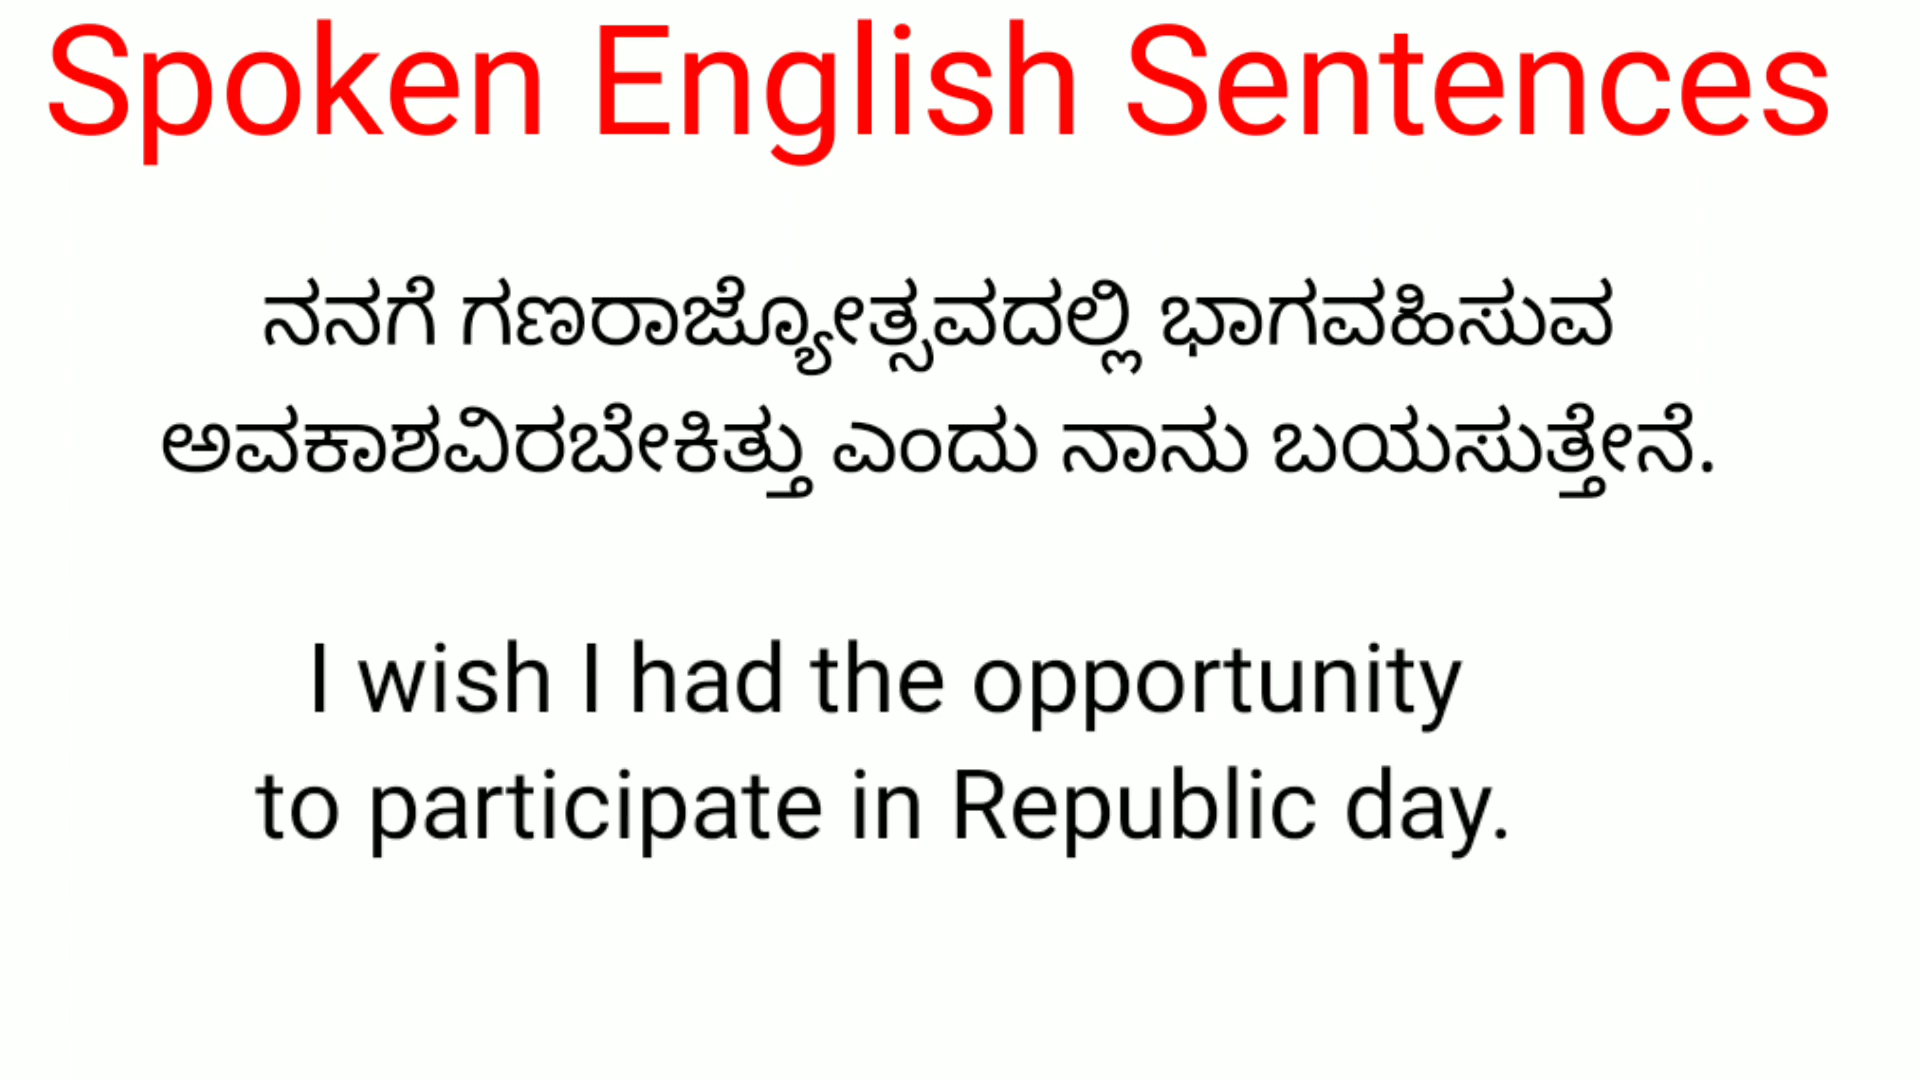 Spoken English Sentences
ನನಗೆ ಗಣರಾಜ್ಯೋತ್ಸವದಲ್ಲಿ ಭಾಗವಹಿಸುವ
ಅವಕಾಶವಿರಬೇಕಿತ್ತು ಎಂದು ನಾನು ಬಯಸುತ್ತೇನೆ.
I wish I had the opportunity
to participate in Republic day.